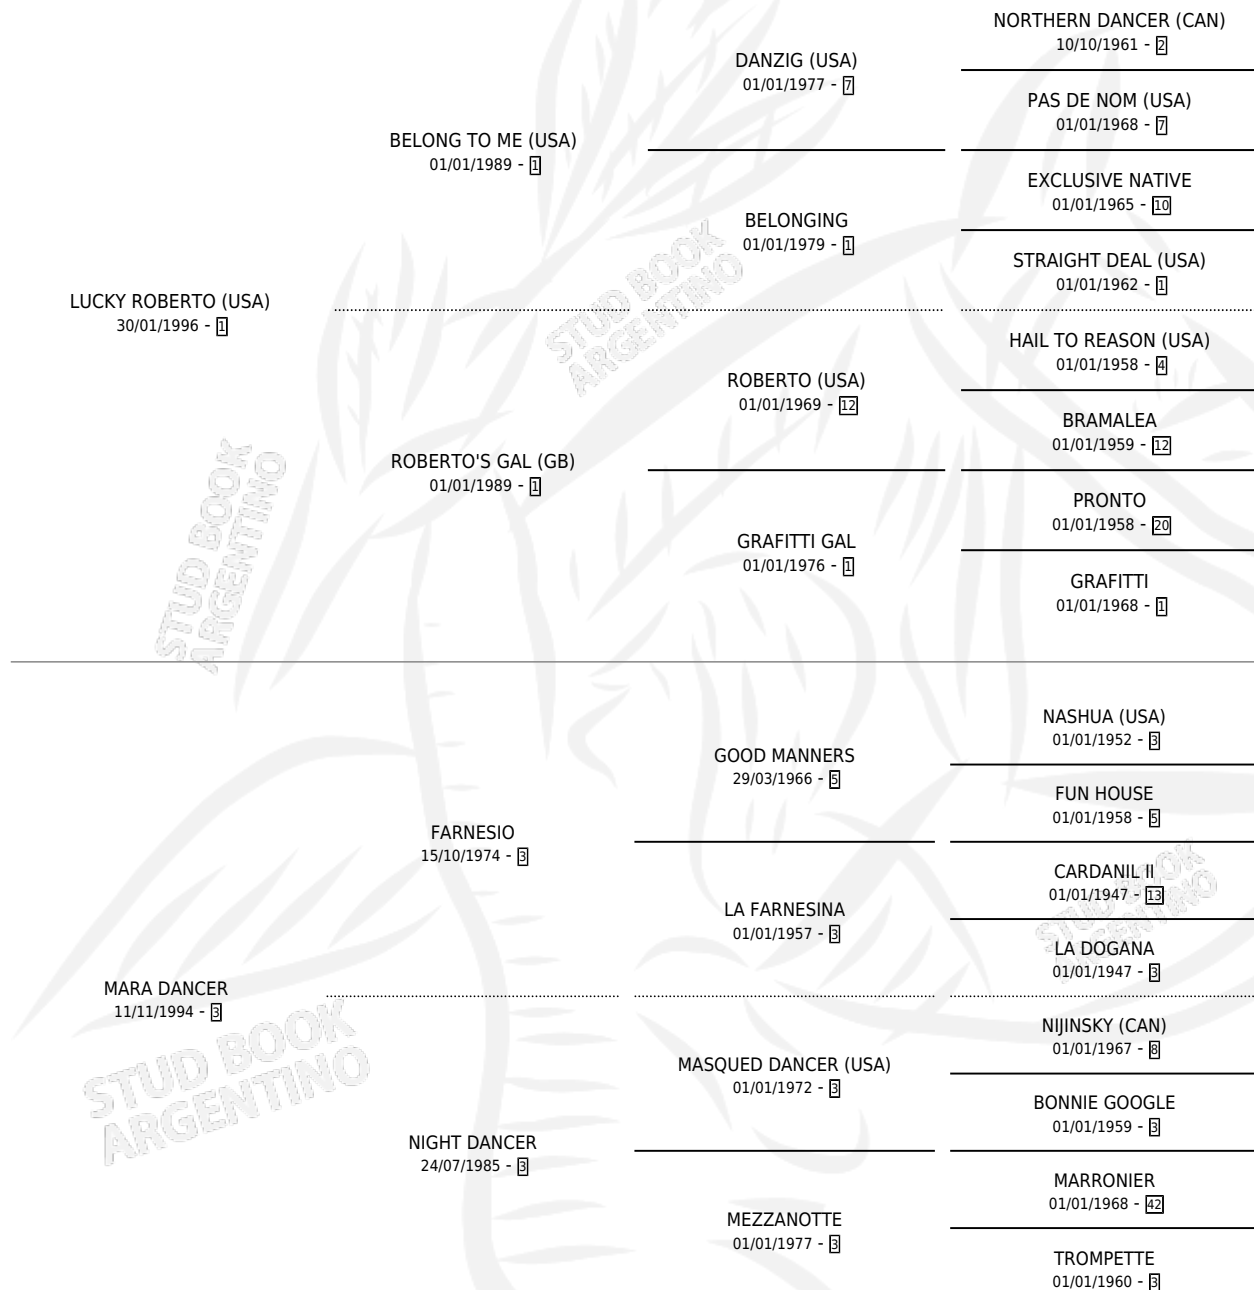 NORTHERN DANCER (CAN)
10/10/1961 - 2
DANZIG (USA)
01/01/1977 - 7
PAS DE NOM (USA)
01/01/1968 - 7
BELONG TO ME (USA)
01/01/1989 - 1
EXCLUSIVE NATIVE
01/01/1965 - 10
BELONGING
01/01/1979 - 1
STRAIGHT DEAL (USA)
01/01/1962 - 1
LUCKY ROBERTO (USA)
30/01/1996 - 1
HAIL TO REASON (USA)
01/01/1958 - 4
ROBERTO (USA)
01/01/1969 - 12
BRAMALEA
01/01/1959 - 12
ROBERTO'S GAL (GB)
01/01/1989 - 1
PRONTO
01/01/1958 - 20
GRAFITTI GAL
01/01/1976 - 1
GRAFITTI
01/01/1968 - 1
NASHUA (USA)
01/01/1952 - 3
GOOD MANNERS
29/03/1966 - 5
FUN HOUSE
01/01/1958 - 5
FARNESIO
15/10/1974 - 3
CARDANIL II
01/01/1947 - 13
LA FARNESINA
01/01/1957 - 3
LA DOGANA
01/01/1947 - 3
MARA DANCER
11/11/1994 - 3
NIJINSKY (CAN)
01/01/1967 - 8
MASQUED DANCER (USA)
01/01/1972 - 3
BONNIE GOOGLE
01/01/1959 - 3
NIGHT DANCER
24/07/1985 - 3
MARRONIER
01/01/1968 - 42
MEZZANOTTE
01/01/1977 - 3
TROMPETTE
01/01/1960 - 3
STUD BOOK
ARGENTINO
STUD BOOK
ARGENTINO
STUD BOOK
ARGENTINO
STUD BOOK
ARGENTINO